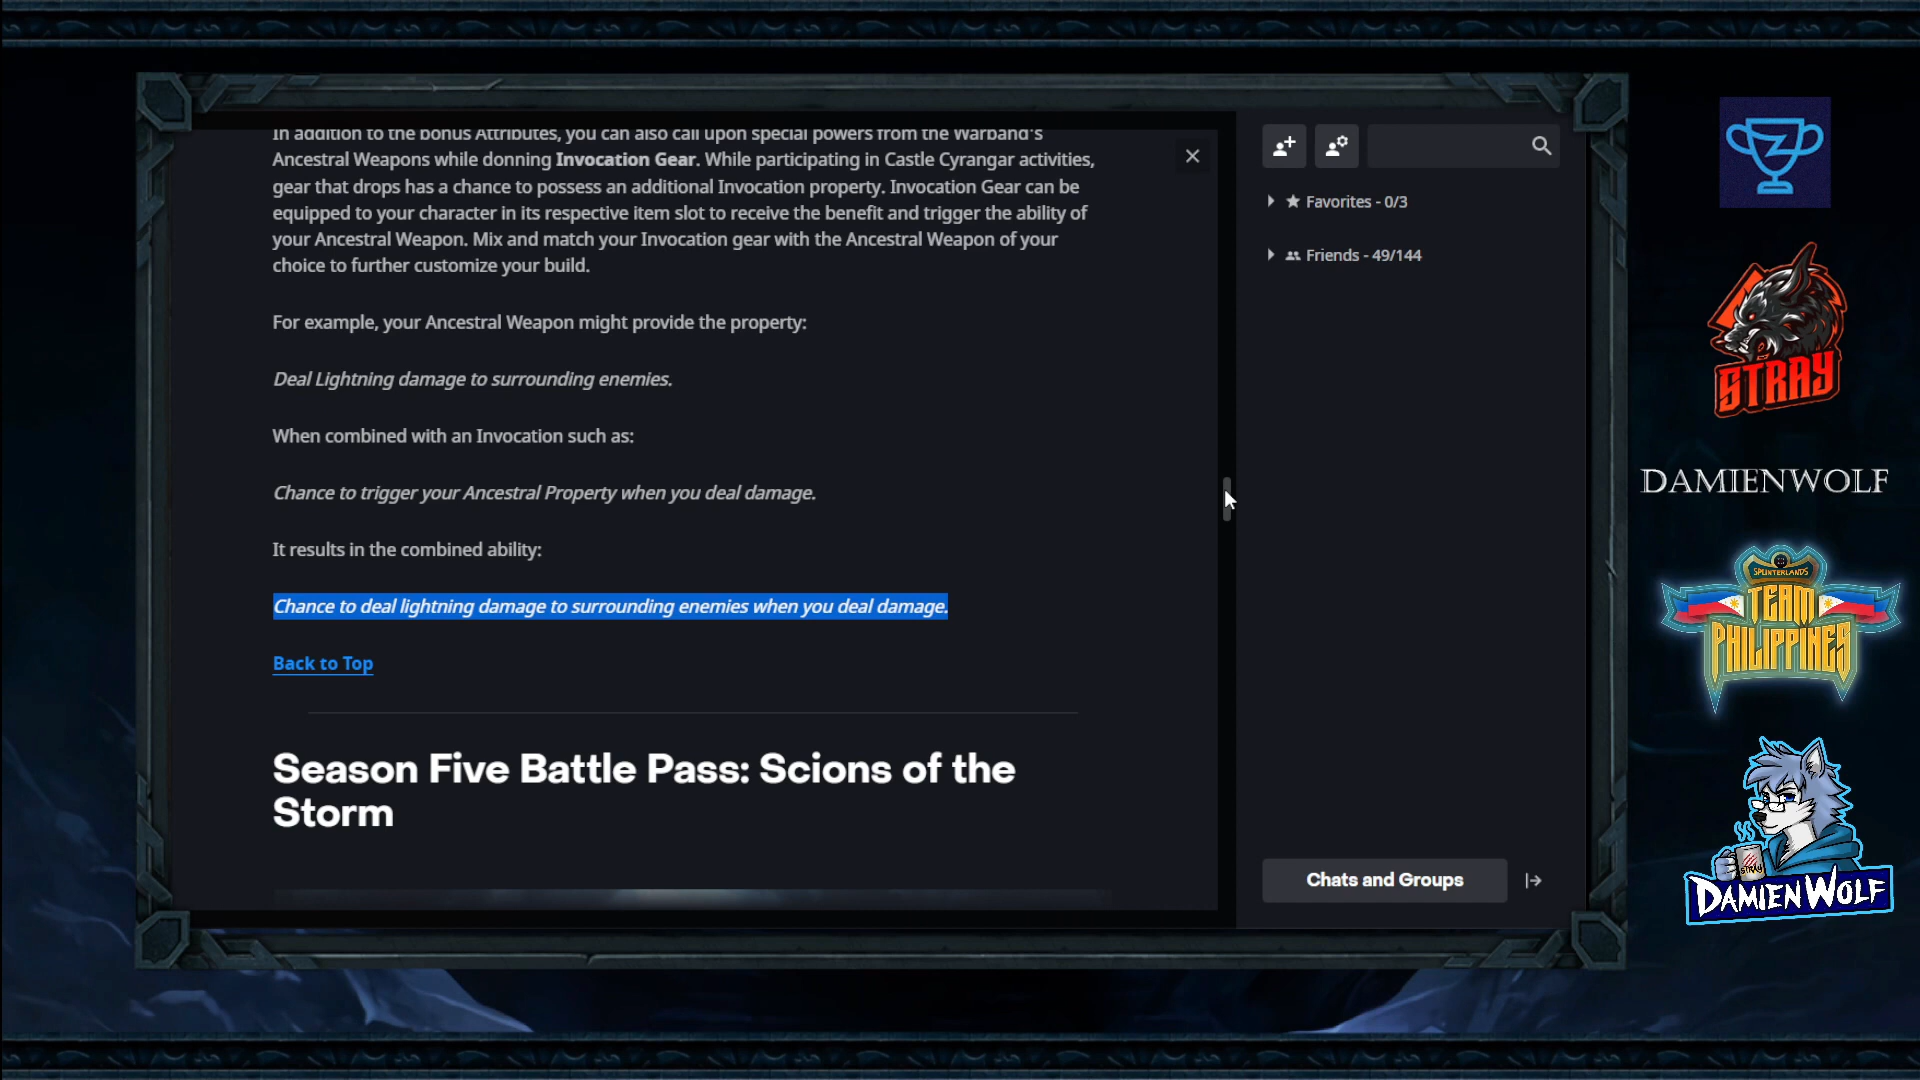 In addition to the bonus Attributes, you can also call upon special powers from the Warband's
Ancestral Weapons while donning Invocation Gear. While participating in Castle Cyrangar activities,
gear that drops has a chance to possess an additional Invocation property. Invocation Gear can be
equipped to your character in its respective item slot to receive the benefit and trigger the ability of
your Ancestral Weapon. Mix and match your Invocation gear with the Ancestral Weapon of your
choice to further customize your build.
For example, your Ancestral Weapon might provide the property:
Deal Lightning damage to surrounding enemies.
When combined with an Invocation such as:
Chance to trigger your Ancestral Property when you deal damage.
It results in the combined ability:
Chance to deal lightning damage to surrounding enemies when you deal damage.
Back to Top
Season Five Battle Pass: Scions of the
Storm
Favorites - 0/3
Friends - 49/144
Chats and Groups
STRAY
DAMIENWOLF
SPLINTERLANDS
TEAM
PHILIPPINES
STRAY
DAMIENWOLF